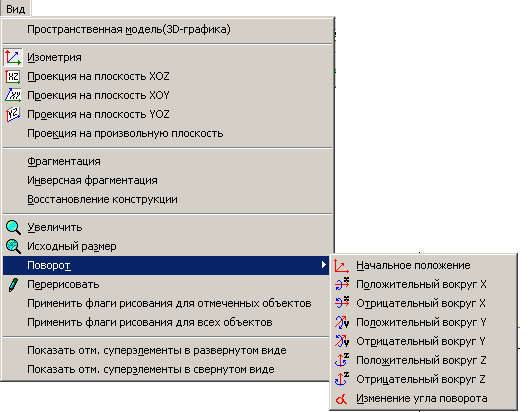 Вид
Пространственная модель(3D-графика)
Изометрия
Проекция на плоскость XOZ
Проекция на плоскость XOY
Проекция на плоскость YOZ
Проекция на произвольную плоскость
Фрагментация
Инверсная фрагментация
Восстановление конструкции
Увеличить
Исходный размер
Поворот
Перерисовать
Применить флаги рисования для отмеченных объектов
Применить флаги рисования для всех объектов
Показать отм. суперэлементы в развернутом виде
Показать отм. суперэлементы в свернутом виде
Начальное положение
Положительный вокруг X
Отрицательный вокруг X
Положительный вокруг Y
Отрицательный вокруг Y
Положительный вокруг Z
Отрицательный вокруг Z
Изменение угла поворота